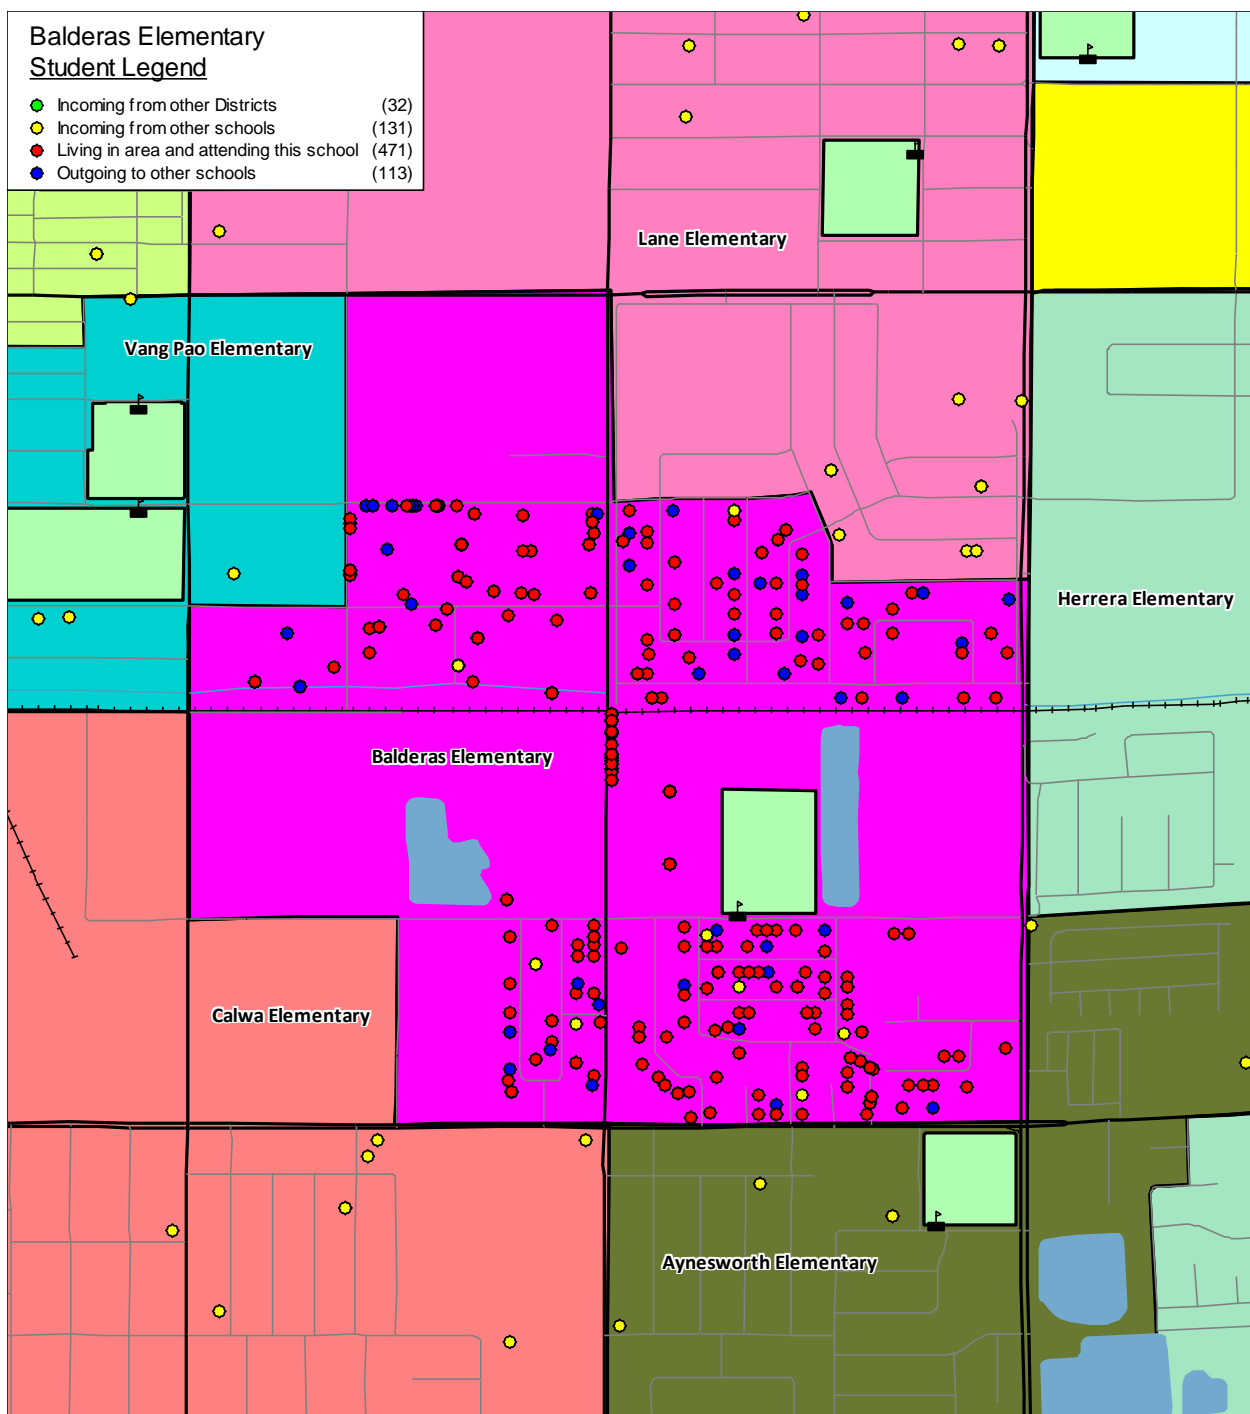 Balderas Elementary
Student Legend
Incoming from other Districts (32)
Incoming from other schools (131)
Living in area and attending this school (471)
Outgoing to other schools (113)
Lane Elementary
Vang Pao Elementary
Herrera Elementary
Balderas Elementary
Calwa Elementary
Aynesworth Elementary